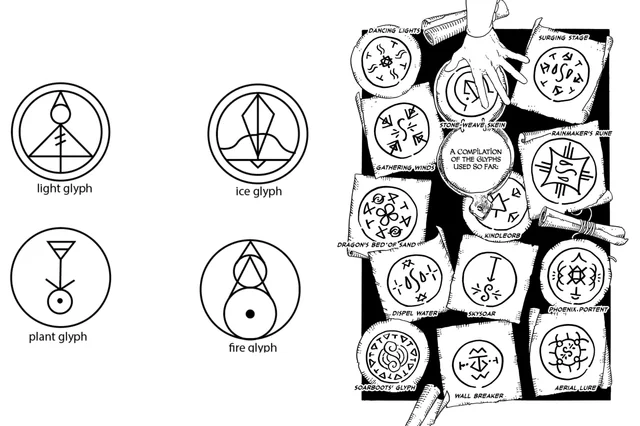 light glyph
ice glyph
plant glyph
fire glyph
DANCING LIGHTS
SURGING STAGE
STONE-WEAVE SKEIN
RAINMAKER'S RUNE
GATHERING WINDS
A COMPILATION
OF THE GLYPHS
USED SO FAR:
DRAGON'S BED OF SAND
KINDLEORB
DISPEL WATER
SKYSOAR
PHOENIX PORTENT
SOARBOOTS' GLYPH
WALL BREAKER
AERIAL LURE